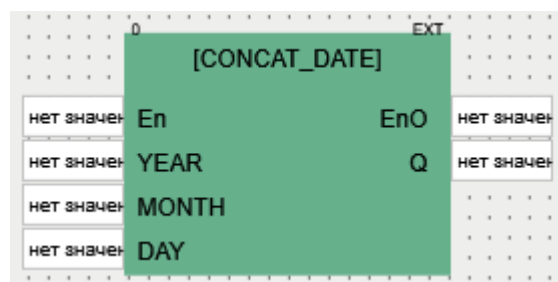 0 EXT
[CONCAT_DATE]
нет значен En EnO нет значен
нет значен YEAR Q нет значен
нет значен MONTH
нет значен DAY